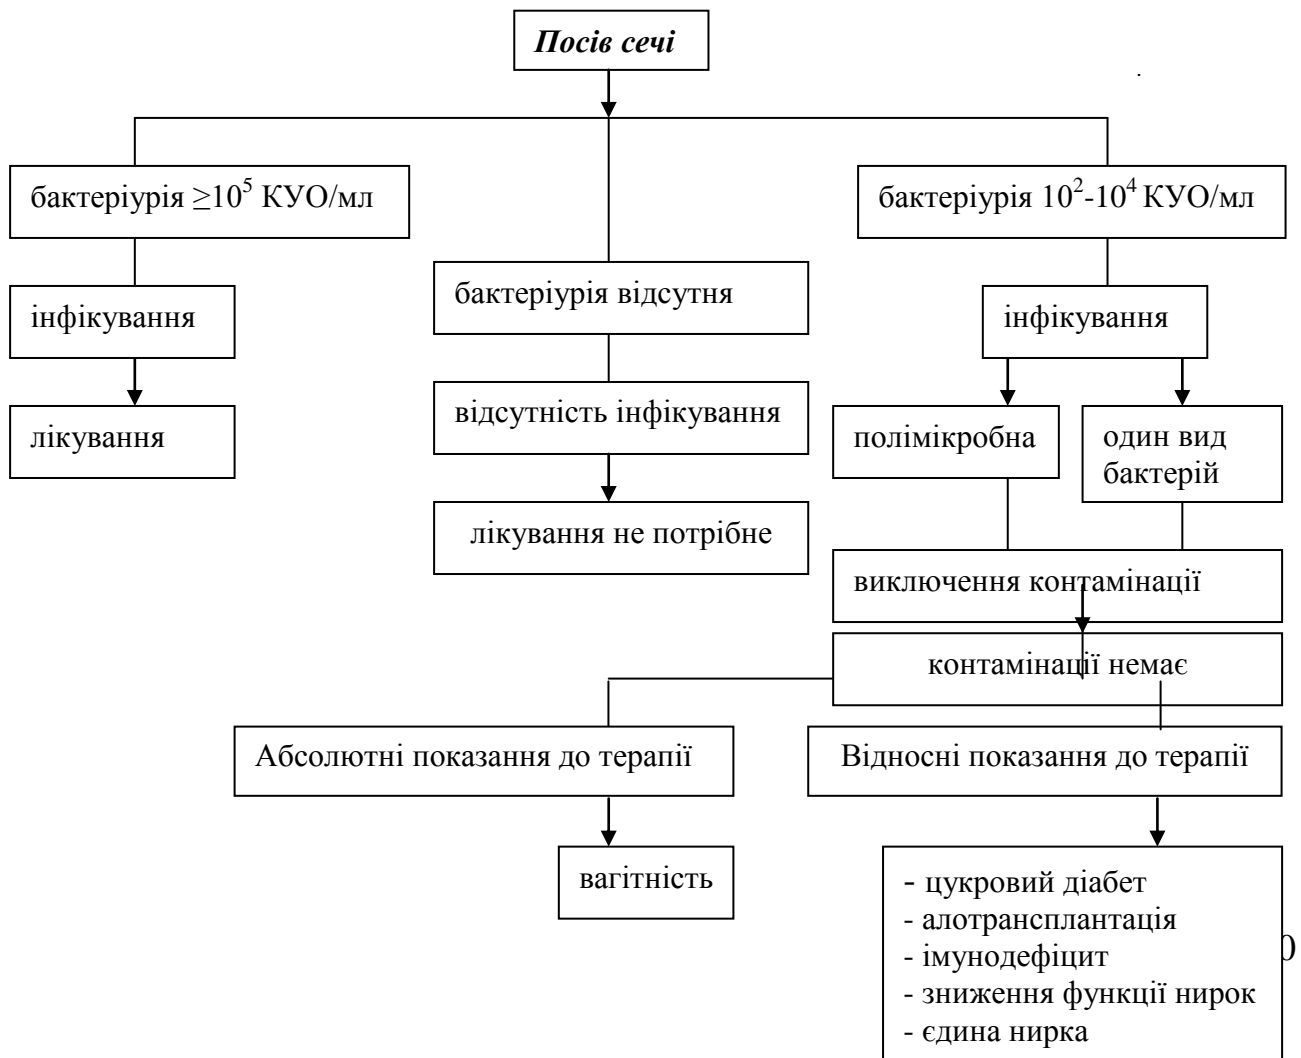 Посів сечі
бактеріурія ≥10⁵ КУО/мл
бактеріурія 10²-10⁴ КУО/мл
бактеріурія відсутня
інфікування
інфікування
відсутність інфікування
лікування
полімікробна
один вид
бактерій
лікування не потрібне
виключення контамінації
контамінації немає
Абсолютні показання до терапії
Відносні показання до терапії
вагітність
- цукровий діабет
- алотрансплантація
- імунодефіцит
0
- зниження функції нирок
- єдина нирка